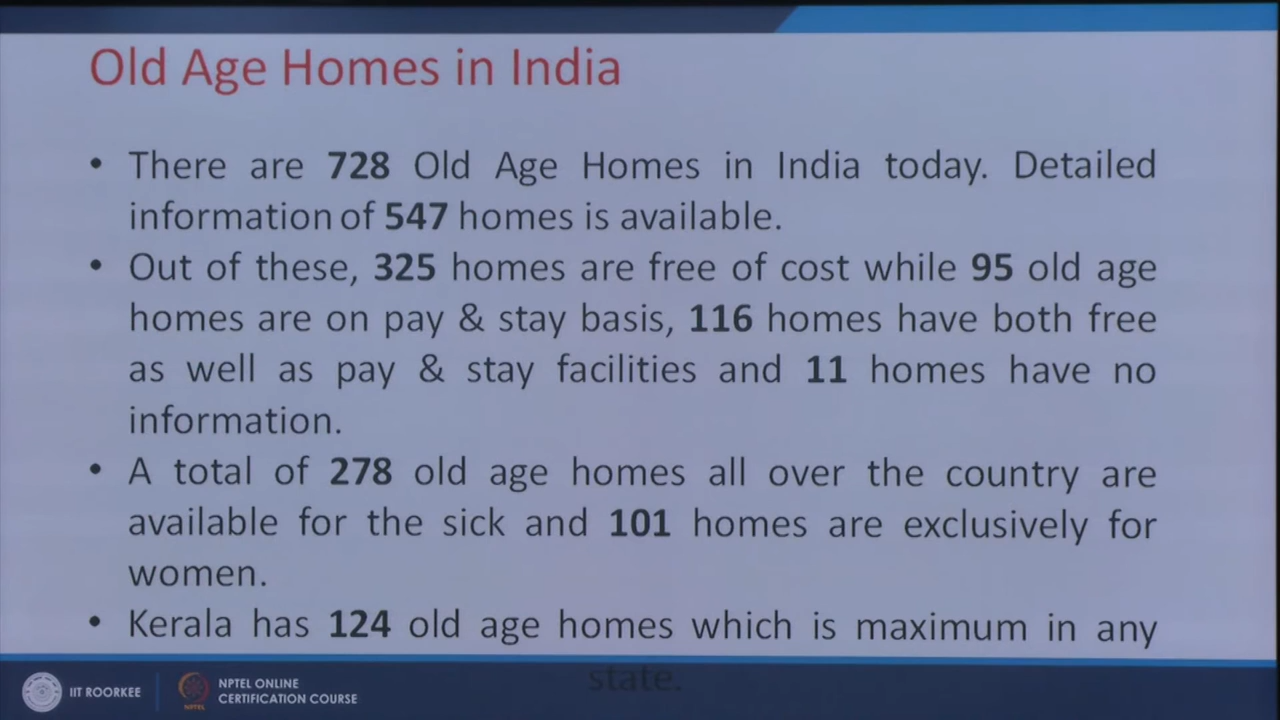 Old Age Homes in India
• There are 728 Old Age Homes in India today. Detailed
information of 547 homes is available.
• Out of these, 325 homes are free of cost while 95 old age
homes are on pay & stay basis, 116 homes have both free
as well as pay & stay facilities and 11 homes have no
information.
• A total of 278 old age homes all over the country are
available for the sick and 101 homes are exclusively for
women.
• Kerala has 124 old age homes which is maximum in any
state.
IIT ROORKEE
NPTEL
NPTEL ONLINE
CERTIFICATION COURSE